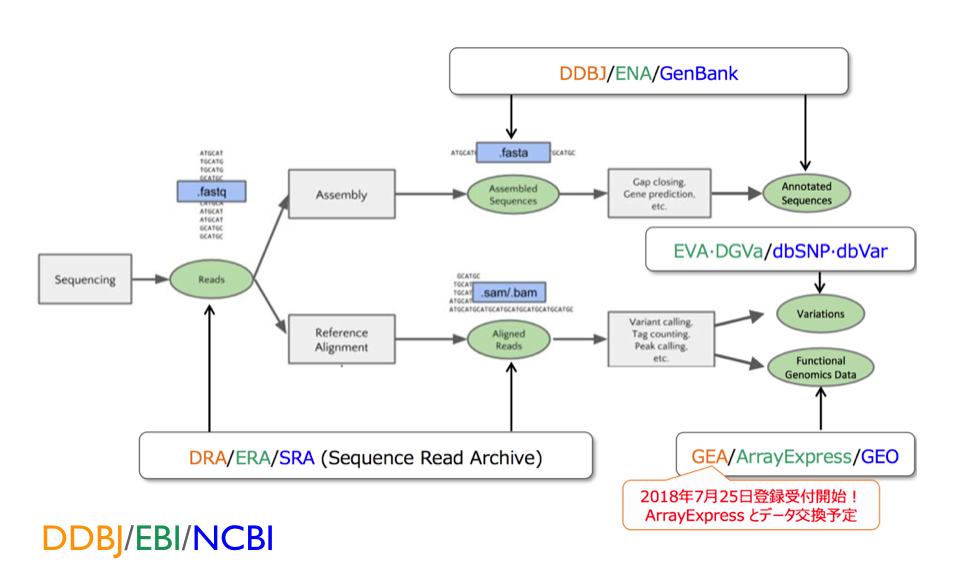 DDBJ/ENA/GenBank
ATGCAT
TGCATG
TGCATG
GCATGC
.fastq
CATGCA
ATGCAT
ATGCAT
GCATGC
GCATGC
ATGCAT
.fasta
GCATGC
Assembly
Assembled
Sequences
Gap closing,
Gene prediction,
etc.
Annotated
Sequences
EVA·DGVa/dbSNP·dbVar
Sequencing
Reads
GCATGC
TGCAT
TGCAT
.sam/.bam
ATGCAT
ATGCATGCATGCATGCATGCATGCATGC
Reference
Alignment
Aligned
Reads
Variant calling,
Tag counting,
Peak calling,
etc.
Variations
Functional
Genomics Data
DRA/ERA/SRA (Sequence Read Archive)
GEA/ArrayExpress/GEO
2018年7月25日登録受付開始！
ArrayExpress とデータ交換予定
DDBJ/EBI/NCBI